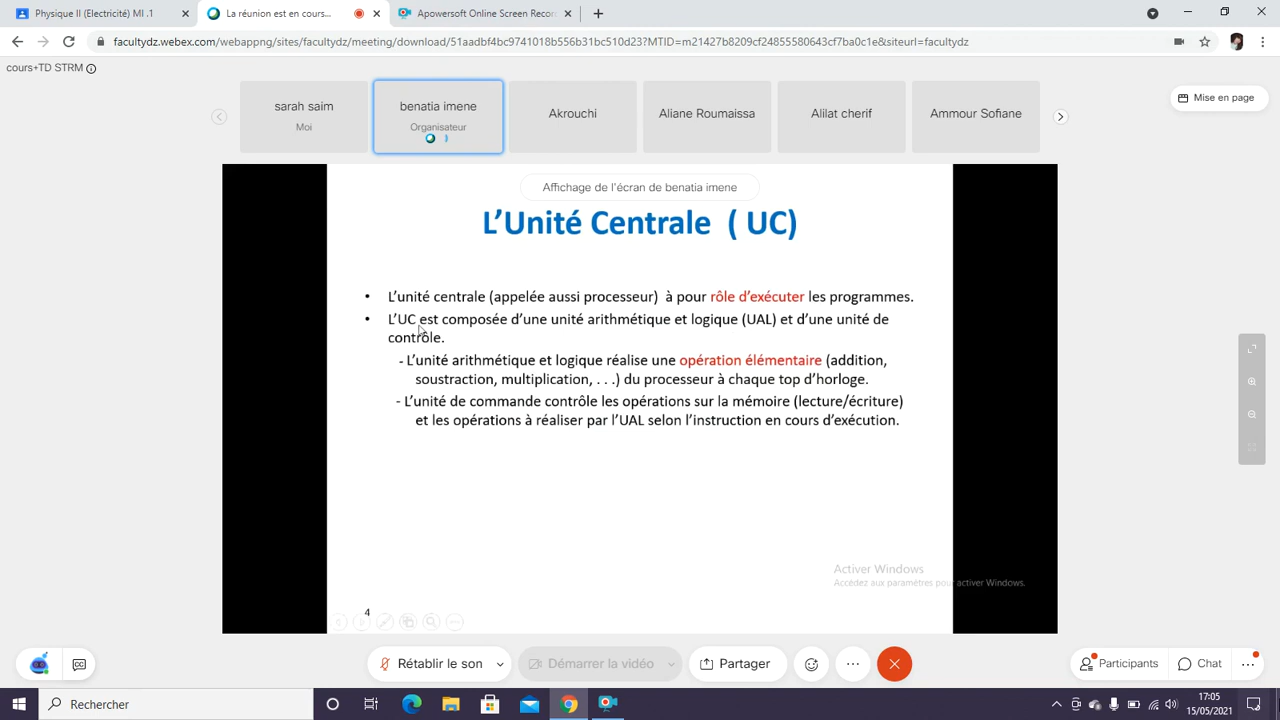 Physique II (Electricité) MI .1
La réunion est en cours...
Apowersoft Online Screen Record
facultydz.webex.com/webappng/sites/facultydz/meeting/download/51aadbf4bc9741018b556b31bc510d23?MTID=m21427b8209cf24855580643cf7ba0c1e&siteurl=facultydz
cours+TD STRM
sarah saim
Moi
benatia imene
Organisateur
Akrouchi
Aliane Roumaissa
Alilat cherif
Ammour Sofiane
Mise en page
Affichage de l'écran de benatia imene
L'Unité Centrale ( UC)
• L'unité centrale (appelée aussi processeur) à pour rôle d'exécuter les programmes.
• L'UC est composée d'une unité arithmétique et logique (UAL) et d'une unité de
contrôle.
- L'unité arithmétique et logique réalise une opération élémentaire (addition,
soustraction, multiplication, . . .) du processeur à chaque top d'horloge.
- L'unité de commande contrôle les opérations sur la mémoire (lecture/écriture)
et les opérations à réaliser par l'UAL selon l'instruction en cours d'exécution.
Activer Windows
Accédez aux paramètres pour activer Windows.
4
Rétablir le son
Démarrer la vidéo
Partager
Participants
Chat
Rechercher
17:05
15/05/2021